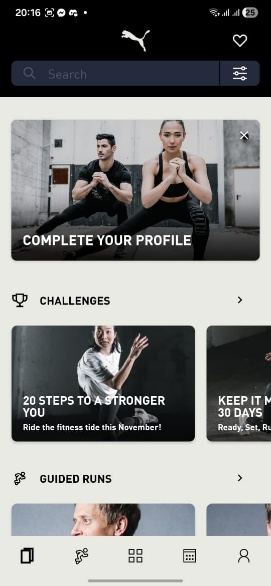 20:16
25
Search
COMPLETE YOUR PROFILE
CHALLENGES
20 STEPS TO A STRONGER
YOU
Ride the fitness tide this November!
KEEP IT
30 DAYS
Ready, Set,
GUIDED RUNS